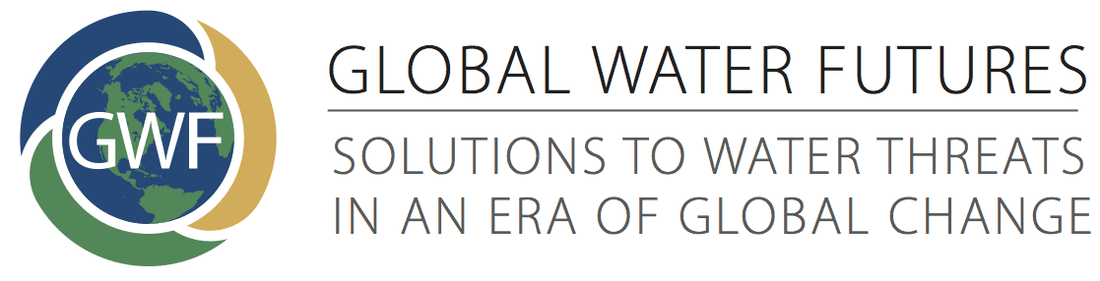 GWF
GLOBAL WATER FUTURES
SOLUTIONS TO WATER THREATS
IN AN ERA OF GLOBAL CHANGE